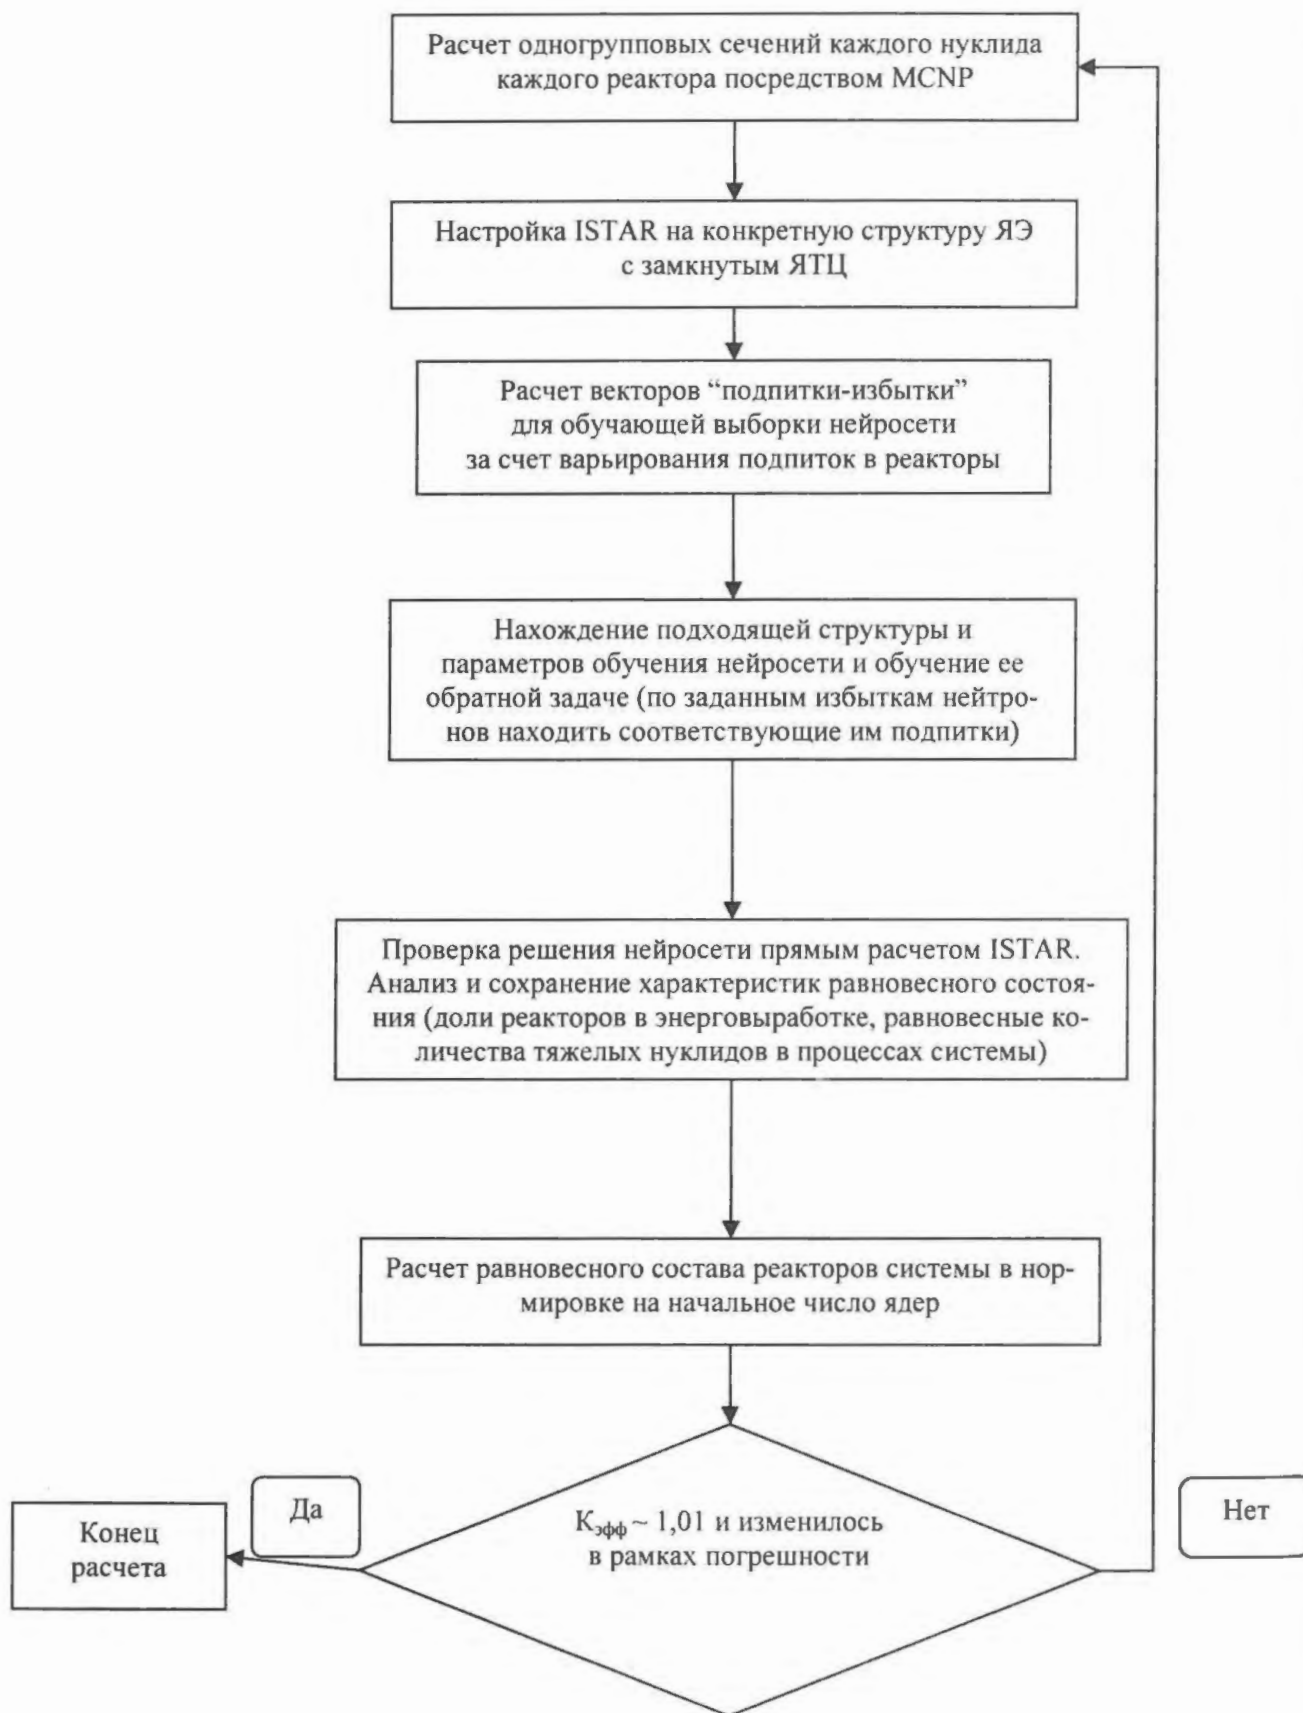 Расчет одногрупповых сечений каждого нуклида
каждого реактора посредством MCNP
Настройка ISTAR на конкретную структуру ЯЭ
с замкнутым ЯТЦ
Расчет векторов “подпитки-избытки”
для обучающей выборки нейросети
за счет варьирования подпиток в реакторы
Нахождение подходящей структуры и
параметров обучения нейросети и обучение ее
обратной задаче (по заданным избыткам нейтро-
нов находить соответствующие им подпитки)
Проверка решения нейросети прямым расчетом ISTAR.
Анализ и сохранение характеристик равновесного состоя-
ния (доли реакторов в энерговыработке, равновесные ко-
личества тяжелых нуклидов в процессах системы)
Расчет равновесного состава реакторов системы в нор-
мировке на начальное число ядер
Да
Нет
Kэфф ~ 1,01 и изменилось
в рамках погрешности
Конец
расчета